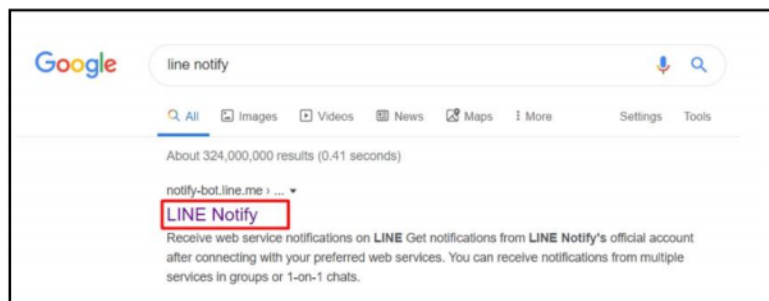 Google line notify
All Images Videos News Maps More Settings Tools
About 324,000,000 results (0.41 seconds)
notify-bot.line.me › ...
LINE Notify
Receive web service notifications on LINE Get notifications from LINE Notify's official account
after connecting with your preferred web services. You can receive notifications from multiple
services in groups or 1-on-1 chats.